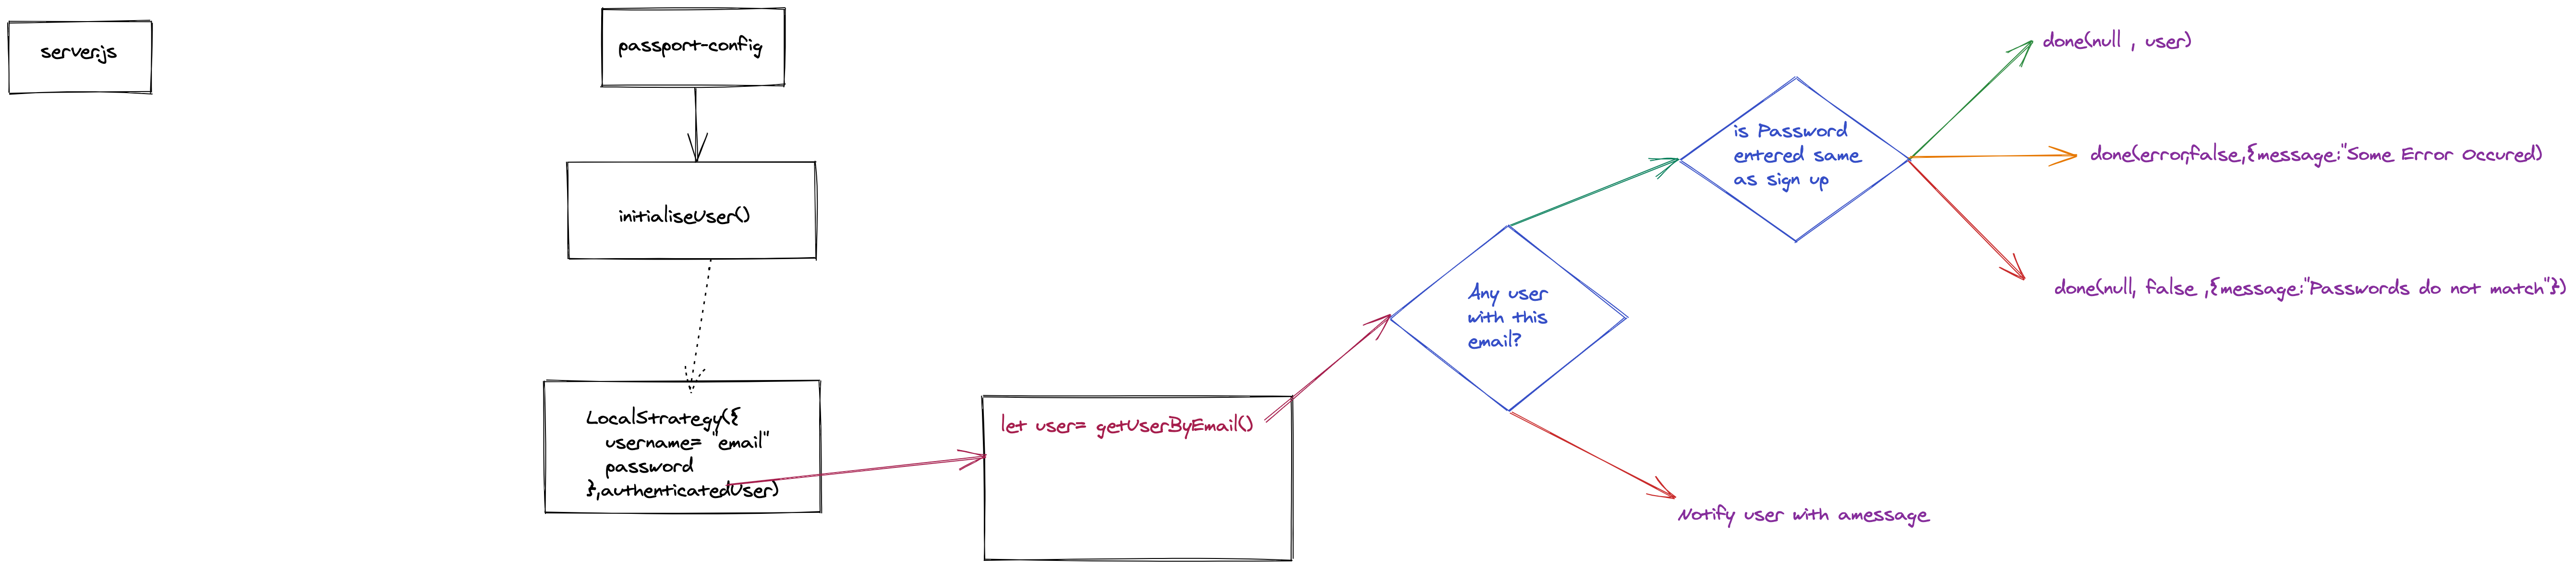 server.js
passport-config
initialiseUser()
LocalStrategy({
username= "email"
password
},authenticatedUser)
let user= getUserByEmail()
Any user
with this
email?
Notify user with amessage
is Password
entered same
as sign up
done(null , user)
done(error,false,{message:"Some Error Occured)
done(null, false ,{message:"Passwords do not match"})